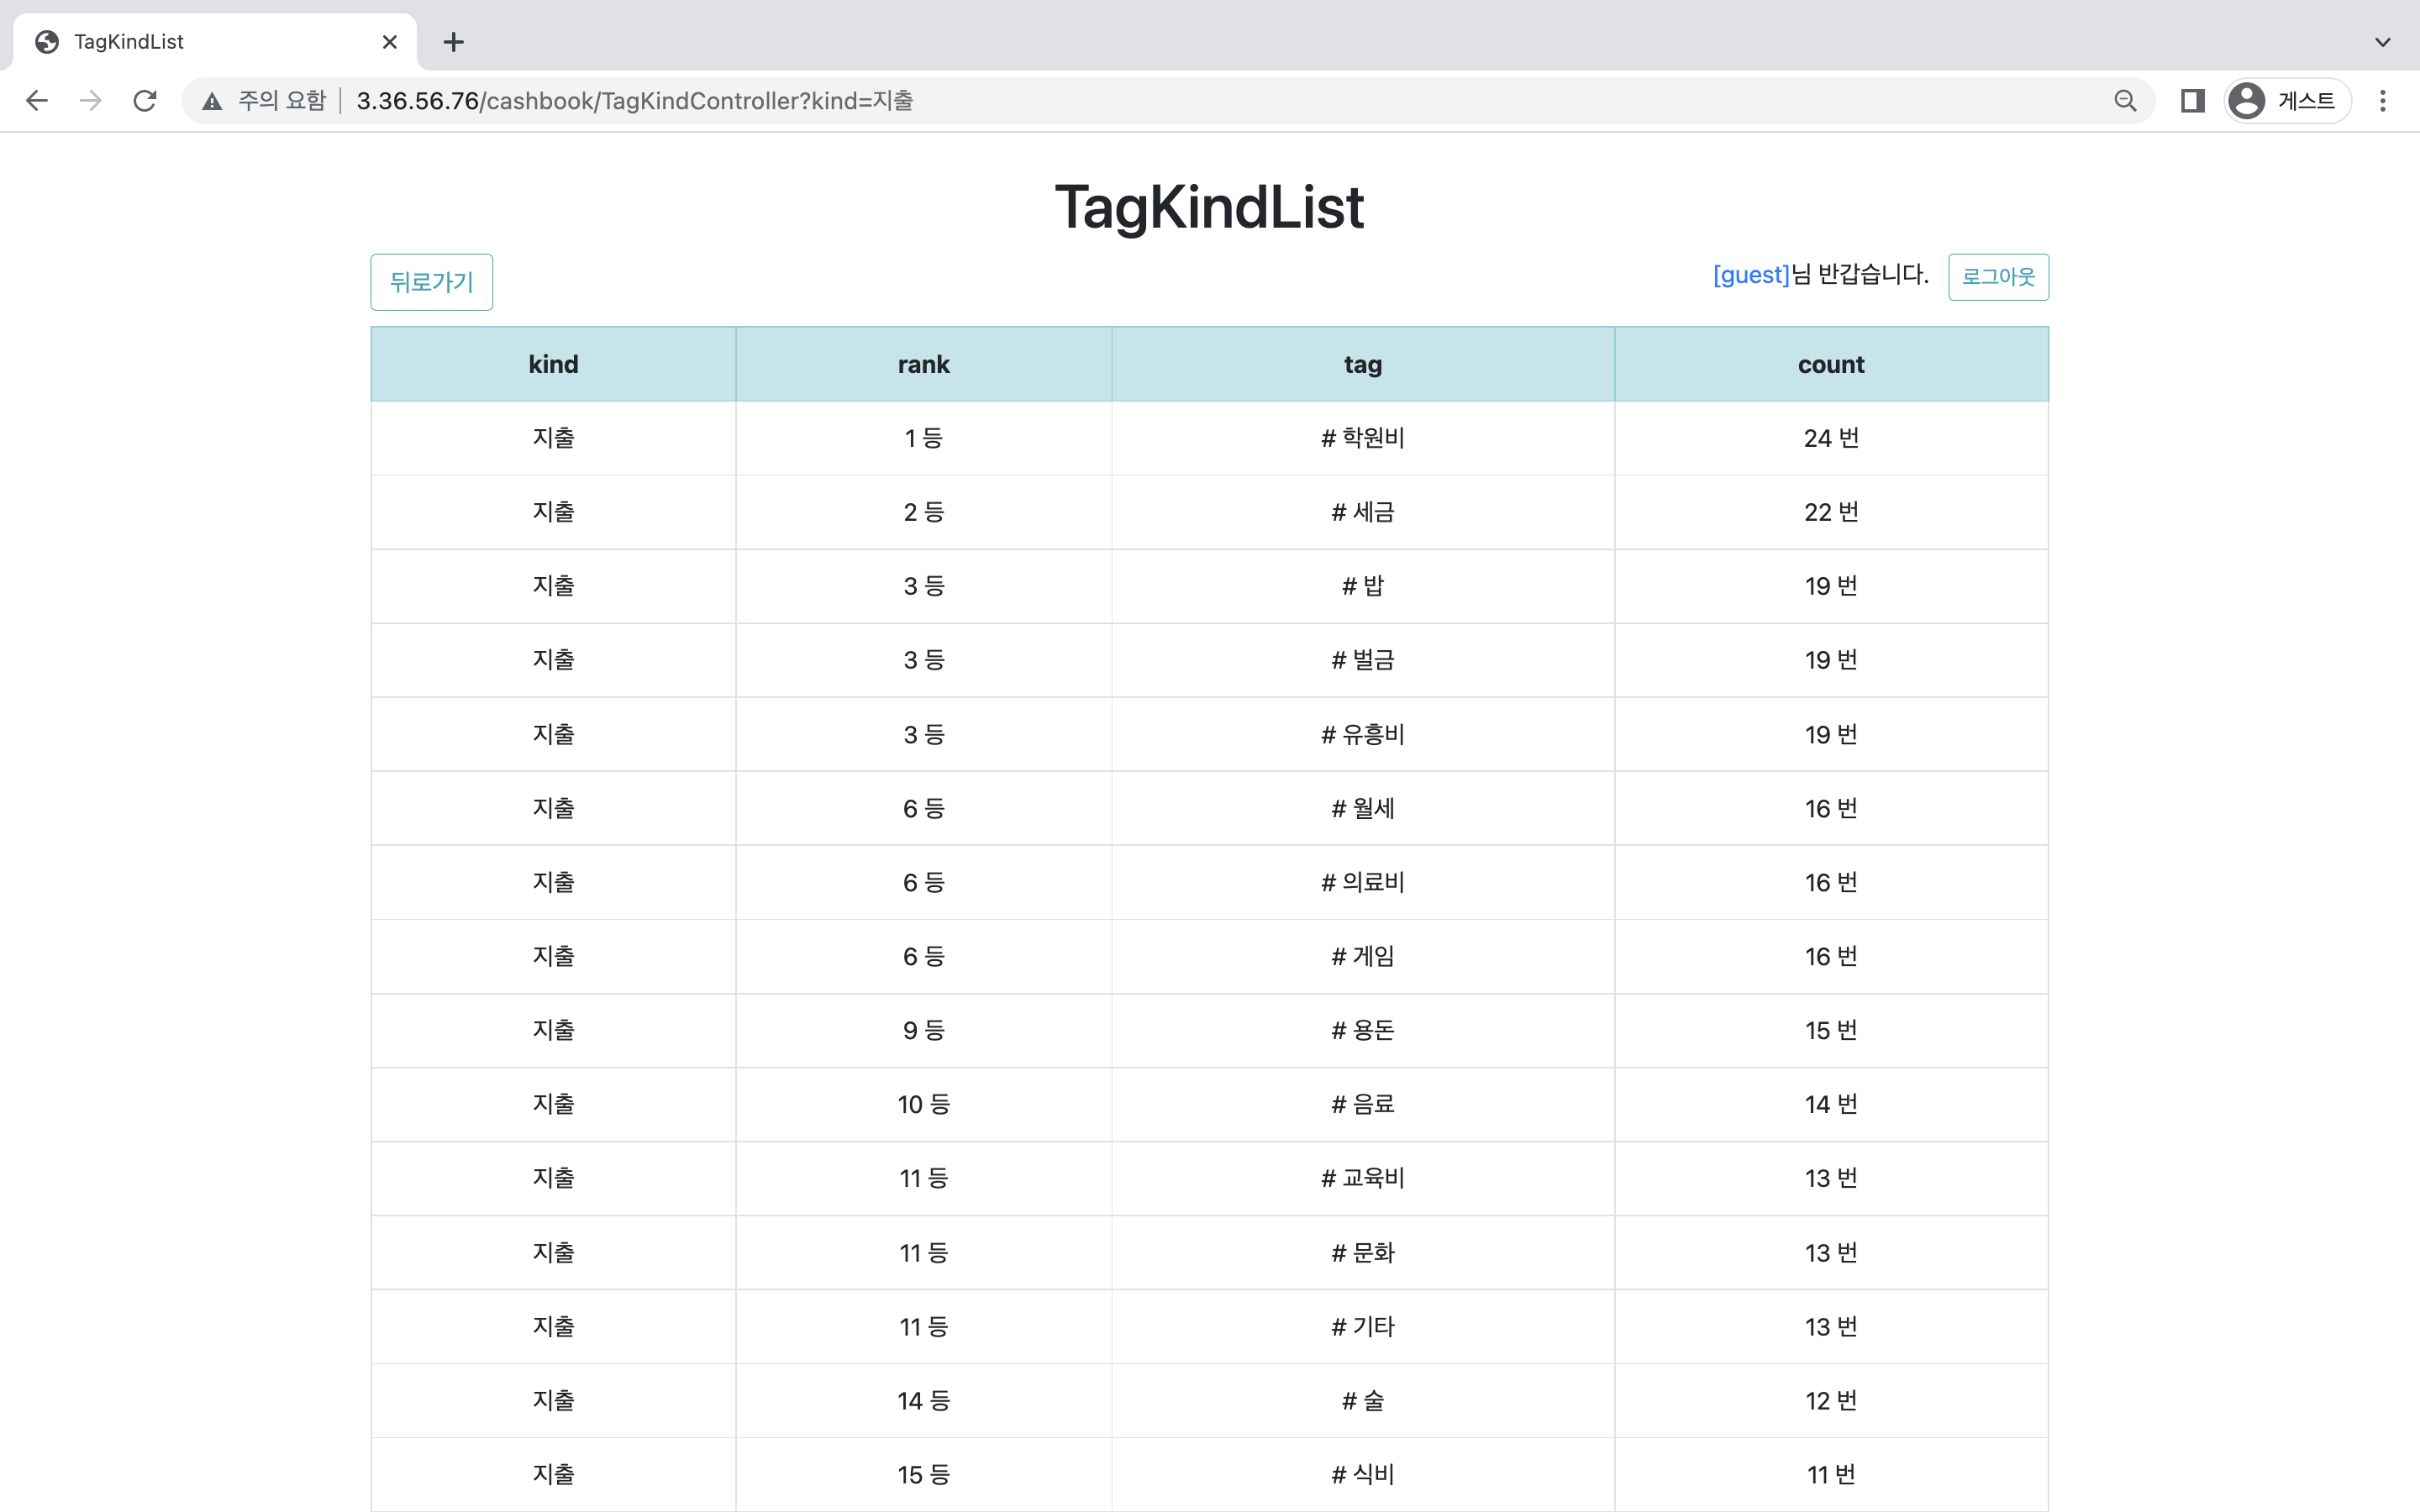 TagKindList
주의 요함 3.36.56.76/cashbook/TagKindController?kind=지출 게스트
TagKindList
뒤로가기 [guest]님 반갑습니다. 로그아웃
kind rank tag count
지출 1 등 # 학원비 24 번
지출 2 등 # 세금 22 번
지출 3 등 # 밥 19 번
지출 3 등 # 벌금 19 번
지출 3 등 # 유흥비 19 번
지출 6 등 # 월세 16 번
지출 6 등 # 의료비 16 번
지출 6 등 # 게임 16 번
지출 9 등 # 용돈 15 번
지출 10 등 # 음료 14 번
지출 11 등 # 교육비 13 번
지출 11 등 # 문화 13 번
지출 11 등 # 기타 13 번
지출 14 등 # 술 12 번
지출 15 등 # 식비 11 번